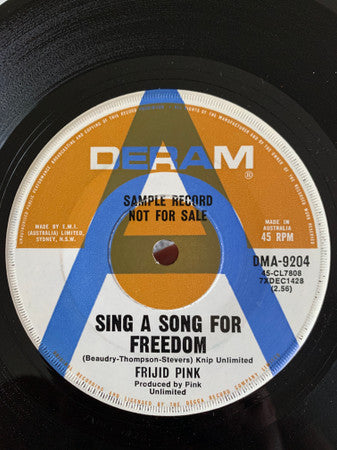 DERAM
®
SAMPLE RECORD
NOT FOR SALE
MADE BY E.M.I.
(AUSTRALIA) LIMITED,
SYDNEY, N.S.W.
MADE IN
AUSTRALIA
45 RPM
DMA-9204
45-CL7808
7XDEC1428
(2.56)
SING A SONG FOR
FREEDOM
(Beaudry-Thompson-Stevers) Knip Unlimited
FRIJID PINK
Produced by Pink
Unlimited